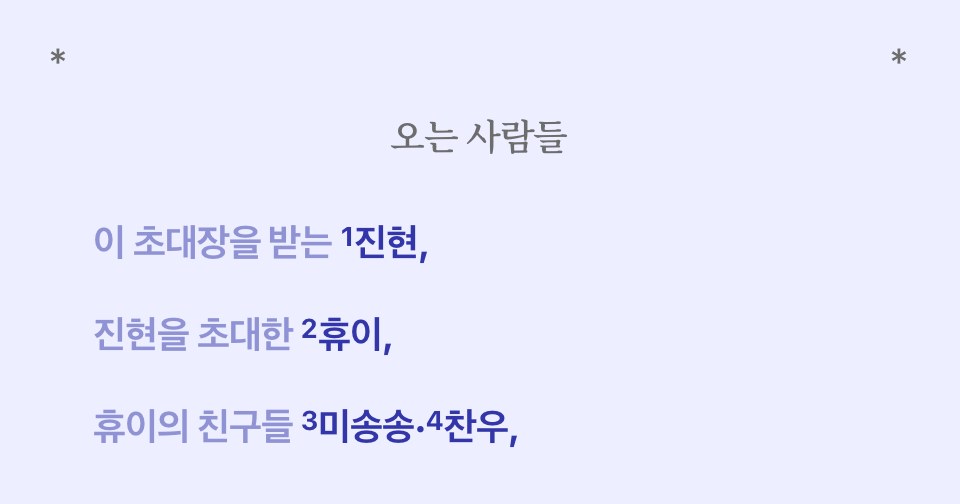 * *
오는 사람들
이 초대장을 받는 ¹진현,
진현을 초대한 ²휴이,
휴이의 친구들 ³미송송·⁴찬우,